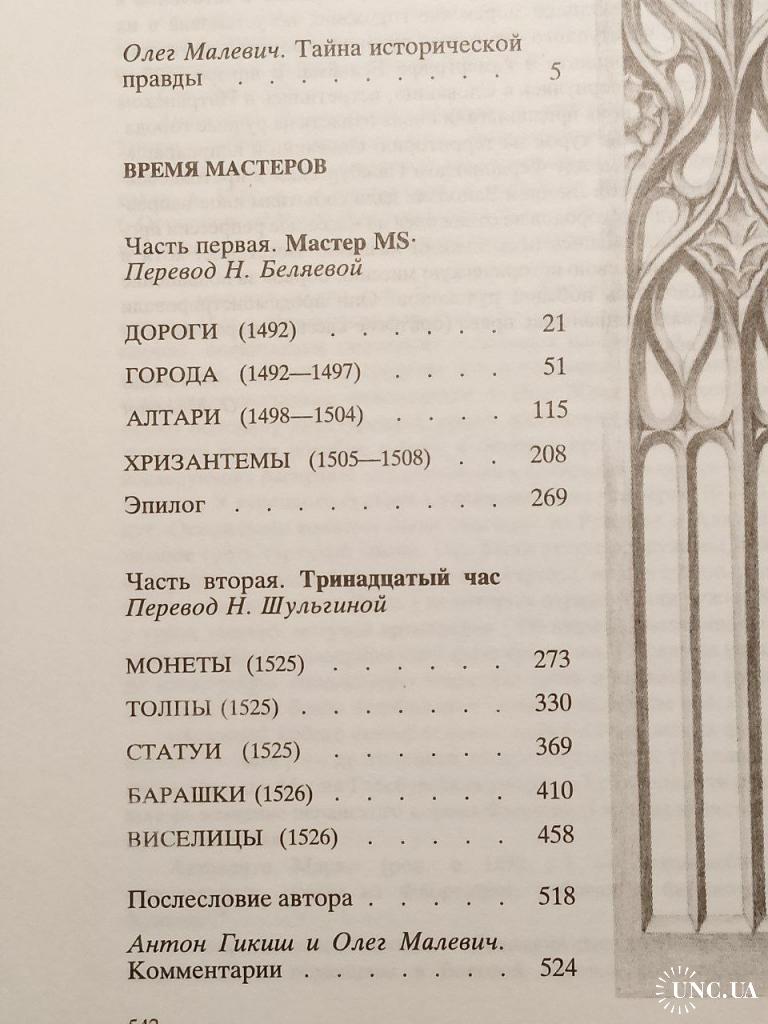 Олег Малевич. Тайна исторической
правды . . . . . . . . . 5
ВРЕМЯ МАСТЕРОВ
Часть первая. Мастер MS·
Перевод Н. Беляевой
ДОРОГИ (1492) . . . . . . 21
ГОРОДА (1492—1497) . . . . 51
АЛТАРИ (1498—1504) . . . . 115
ХРИЗАНТЕМЫ (1505—1508) . . 208
Эпилог . . . . . . . . . 269
Часть вторая. Тринадцатый час
Перевод Н. Шульгиной
МОНЕТЫ (1525) . . . . . . 273
ТОЛПЫ (1525) . . . . . . . 330
СТАТУИ (1525) . . . . . . 369
БАРАШКИ (1526) . . . . . . 410
ВИСЕЛИЦЫ (1526) . . . . . 458
Послесловие автора . . . . . 518
Антон Гикиш и Олег Малевич.
Комментарии . . . . . . . 524
UNC.UA